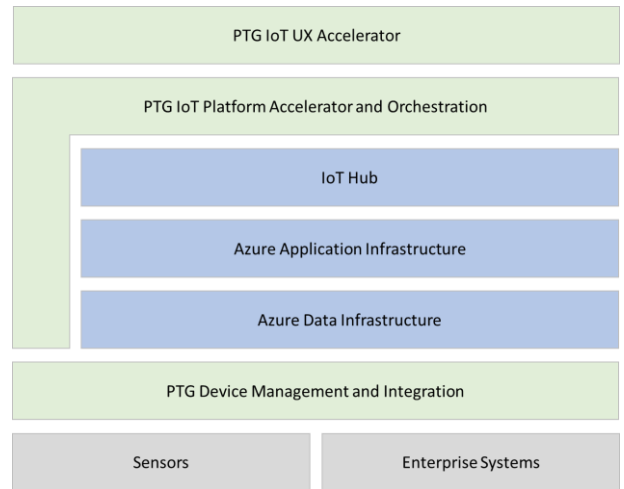 PTG IoT UX Accelerator
PTG IoT Platform Accelerator and Orchestration
IoT Hub
Azure Application Infrastructure
Azure Data Infrastructure
PTG Device Management and Integration
Sensors
Enterprise Systems